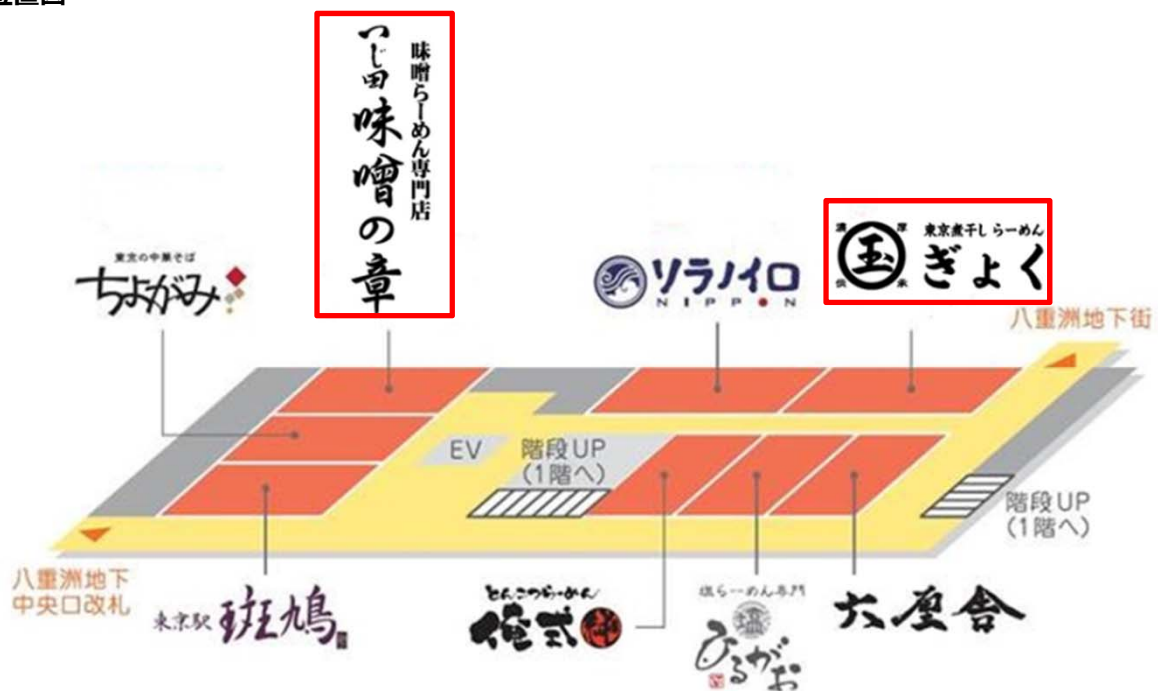 つじ田
味噌の章
味噌らーめん専門店
東京の中華そば
ちよがみ
ソラノイロ
NIPPON
玉
東京煮干しらーめん
ぎょく
八重洲地下街
EV
階段UP
(1階へ)
階段UP
(1階へ)
八重洲地下
中央口改札
東京駅 斑鳩
とんこつらーめん
俺式
塩らーめん専門
ひるがお
六厘舎